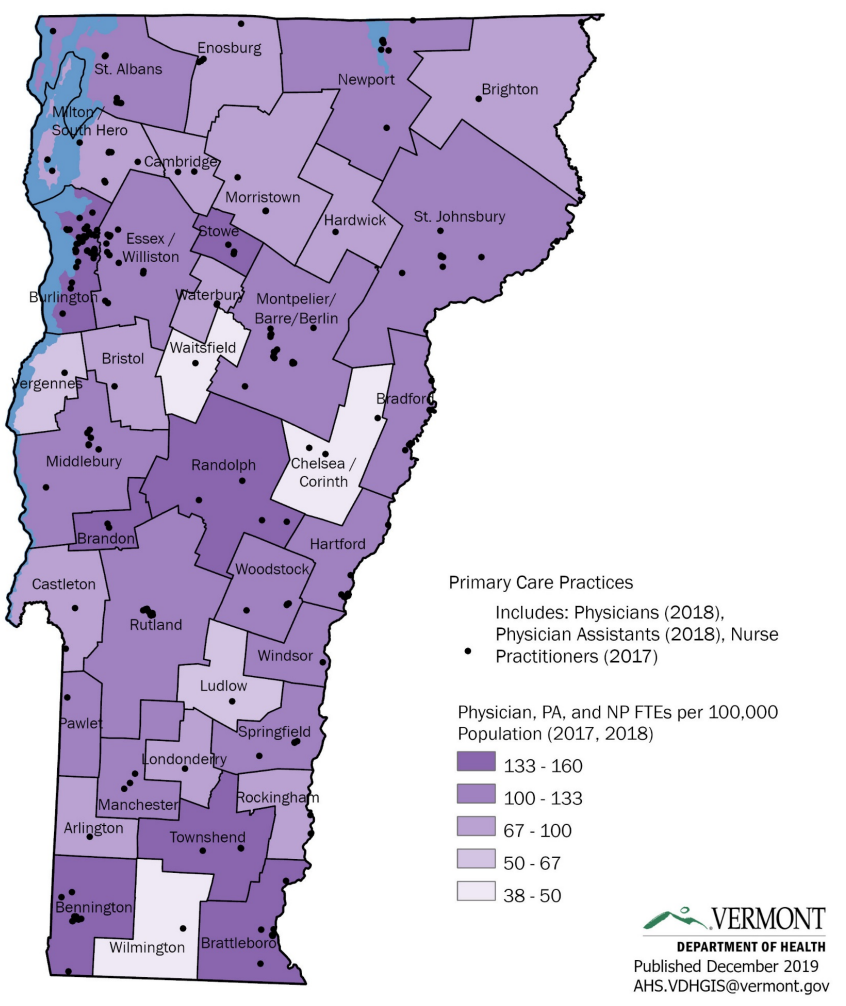 Enosburg
St. Albans
Newport
Brighton
Milton /
South Hero
Cambridge
Morristown
Hardwick
St. Johnsbury
Stowe
Essex /
Williston
Burlington
Waterbury
Montpelier/
Barre/Berlin
Waitsfield
Bristol
Vergennes
Bradford
Middlebury
Randolph
Chelsea /
Corinth
Brandon
Hartford
Woodstock
Castleton
Rutland
Windsor
Ludlow
Pawlet
Springfield
Londonderry
Manchester
Rockingham
Arlington
Townshend
Bennington
Wilmington
Brattleboro
Primary Care Practices
Includes: Physicians (2018),
Physician Assistants (2018), Nurse
Practitioners (2017)
Physician, PA, and NP FTEs per 100,000
Population (2017, 2018)
133 - 160
100 - 133
67 - 100
50 - 67
38 - 50
VERMONT
DEPARTMENT OF HEALTH
Published December 2019
AHS.VDHGIS@vermont.gov